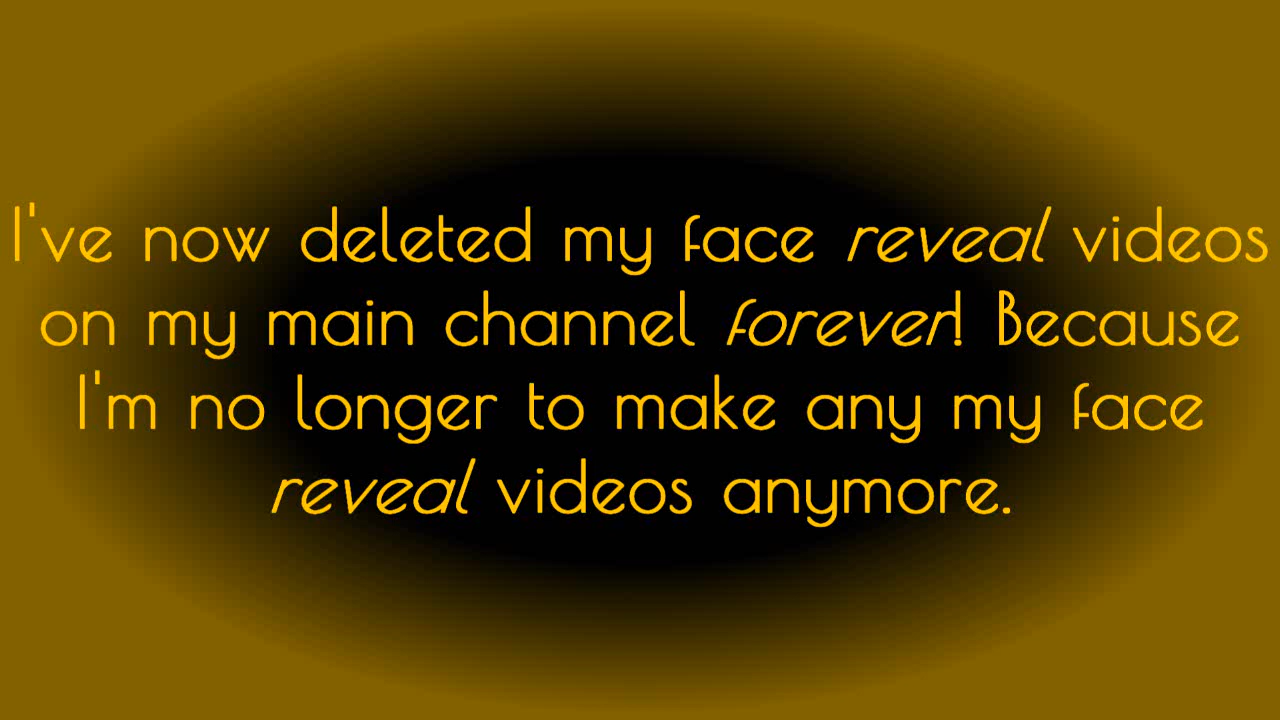 I've now deleted my face reveal videos
on my main channel forever! Because
I'm no longer to make any my face
reveal videos anymore.